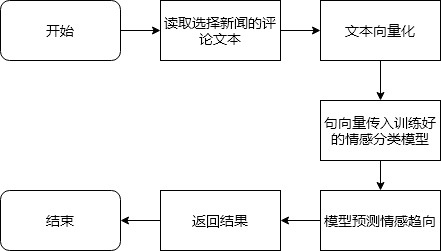 开始
读取选择新闻的评
论文本
文本向量化
句向量传入训练好
的情感分类模型
模型预测情感趋向
返回结果
结束